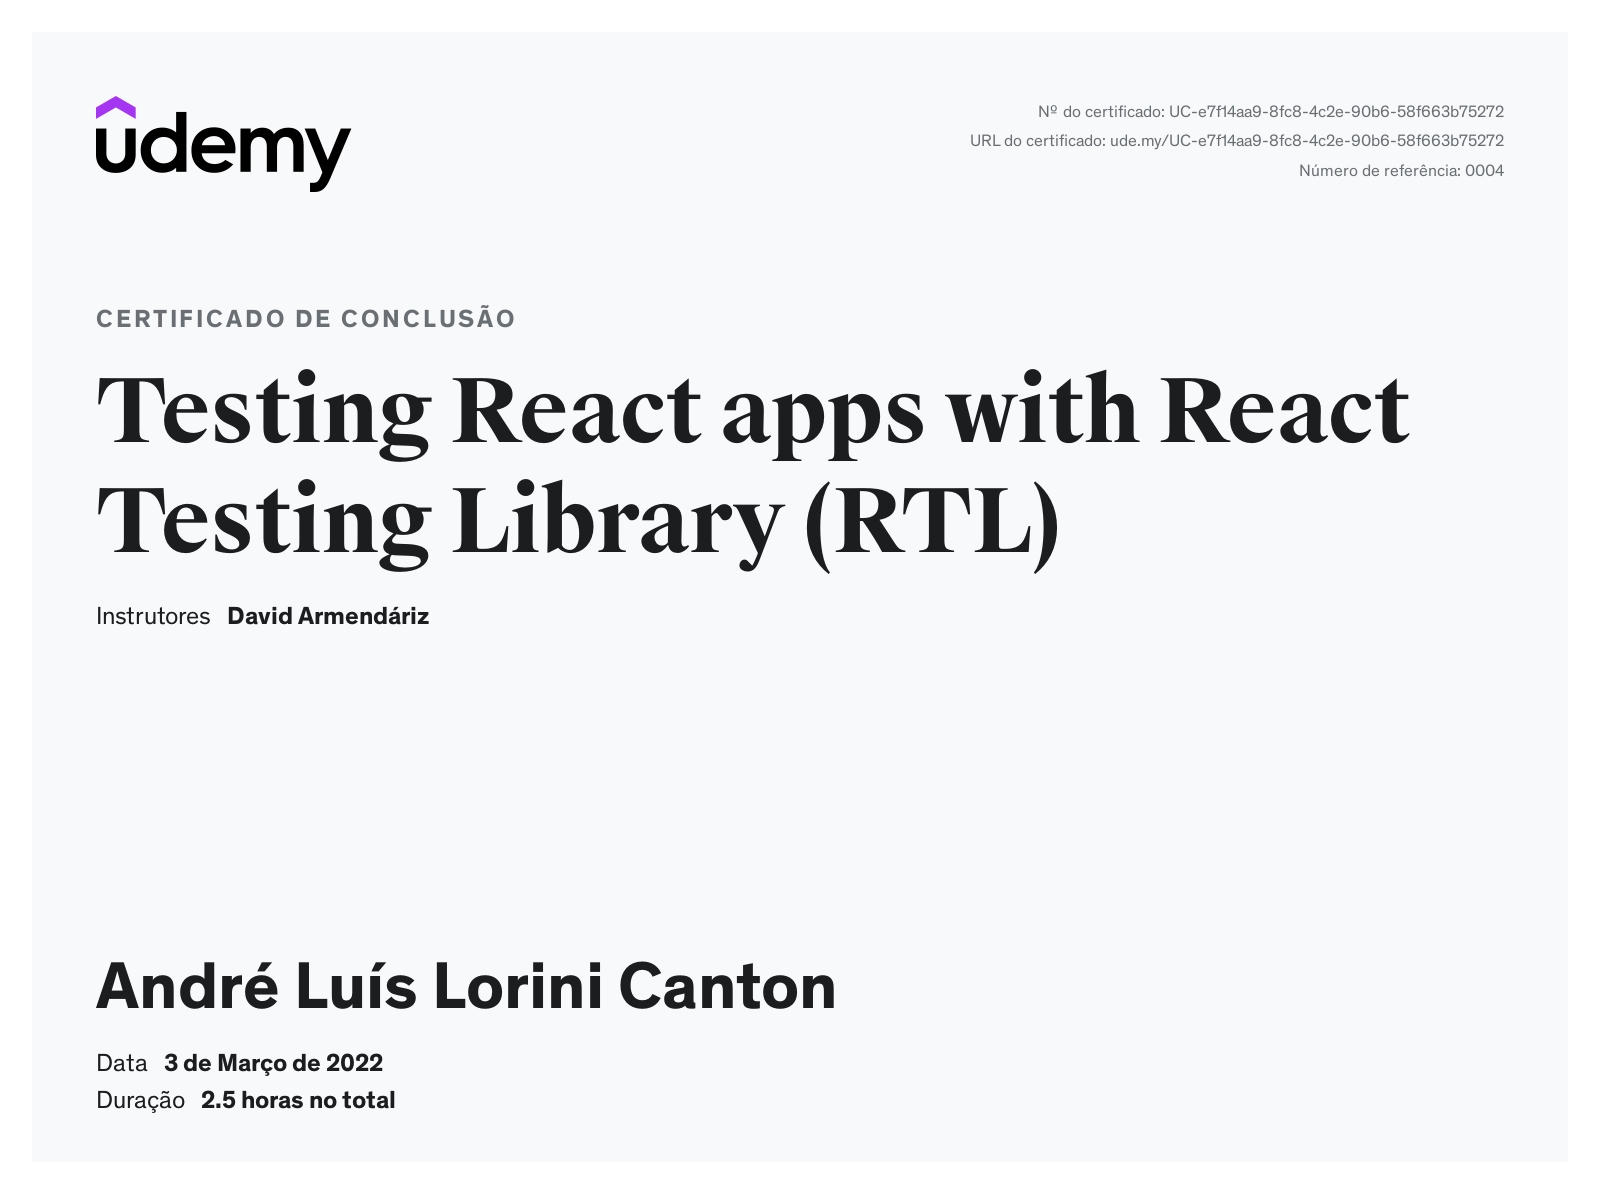 udemy
Nº do certificado: UC-e7f14aa9-8fc8-4c2e-90b6-58f663b75272
URL do certificado: ude.my/UC-e7f14aa9-8fc8-4c2e-90b6-58f663b75272
Número de referência: 0004
CERTIFICADO DE CONCLUSÃO
Testing React apps with React
Testing Library (RTL)
Instrutores David Armendáriz
André Luís Lorini Canton
Data 3 de Março de 2022
Duração 2.5 horas no total